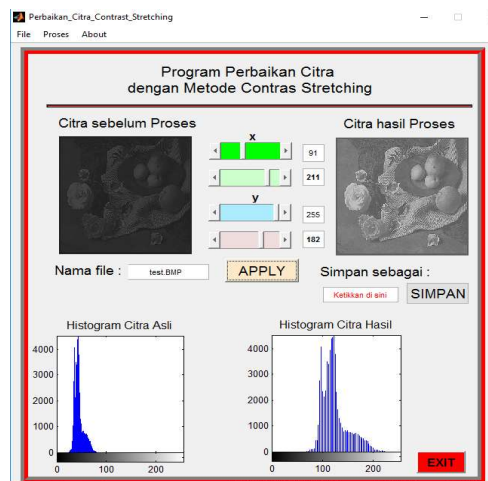 Perbaikan_Citra_Contrast_Stretching
File Proses About
Program Perbaikan Citra
dengan Metode Contras Stretching
Citra sebelum Proses
Citra hasil Proses
x
91
211
y
255
182
Nama file :
test.BMP
APPLY
Simpan sebagai :
Ketikkan di sini
SIMPAN
Histogram Citra Asli
4000
3000
2000
1000
0
0 100 200
Histogram Citra Hasil
4000
3000
2000
1000
0
0 100 200
EXIT